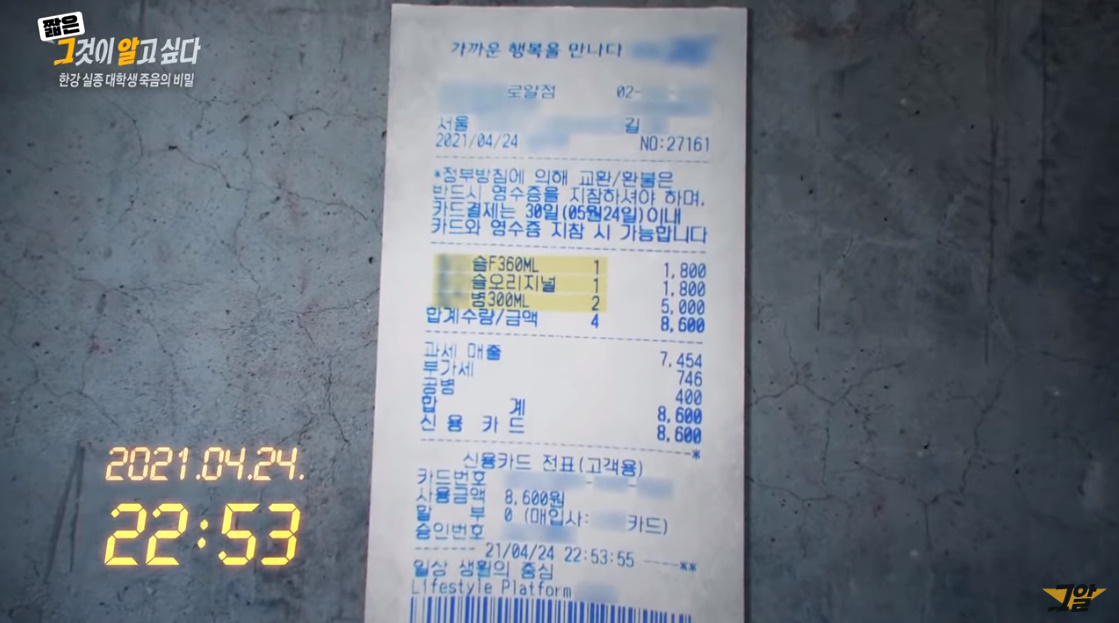 짧은
그것이 알고 싶다
한강 실종 대학생 죽음의 비밀
가까운 행복을 만나다
로얄점 02-
서울 길
2021/04/24 NO:27161
*정부방침에 의해 교환/환불은
반드시 영수증을 지참하셔야 하며,
카드결제는 30일(05월24일)이내
카드와 영수증 지참 시 가능합니다
슬F360ML 1 1,800
슬오리지널 1 1,800
병300ML 2 5,000
합계수량/금액 4 8,600
과세 매출 7,454
부가세 746
공병 400
합 계 8,600
신 용 카 드 8,600
*
신용카드 전표(고객용)
카드번호 - - -
사용금액 8,600원
할 부 0 (매입사: 카드)
승인번호
------- 21/04/24 22:53:55 -----**
일상 생활의 중심
Lifestyle Platform
2021.04.24.
22:53
그알